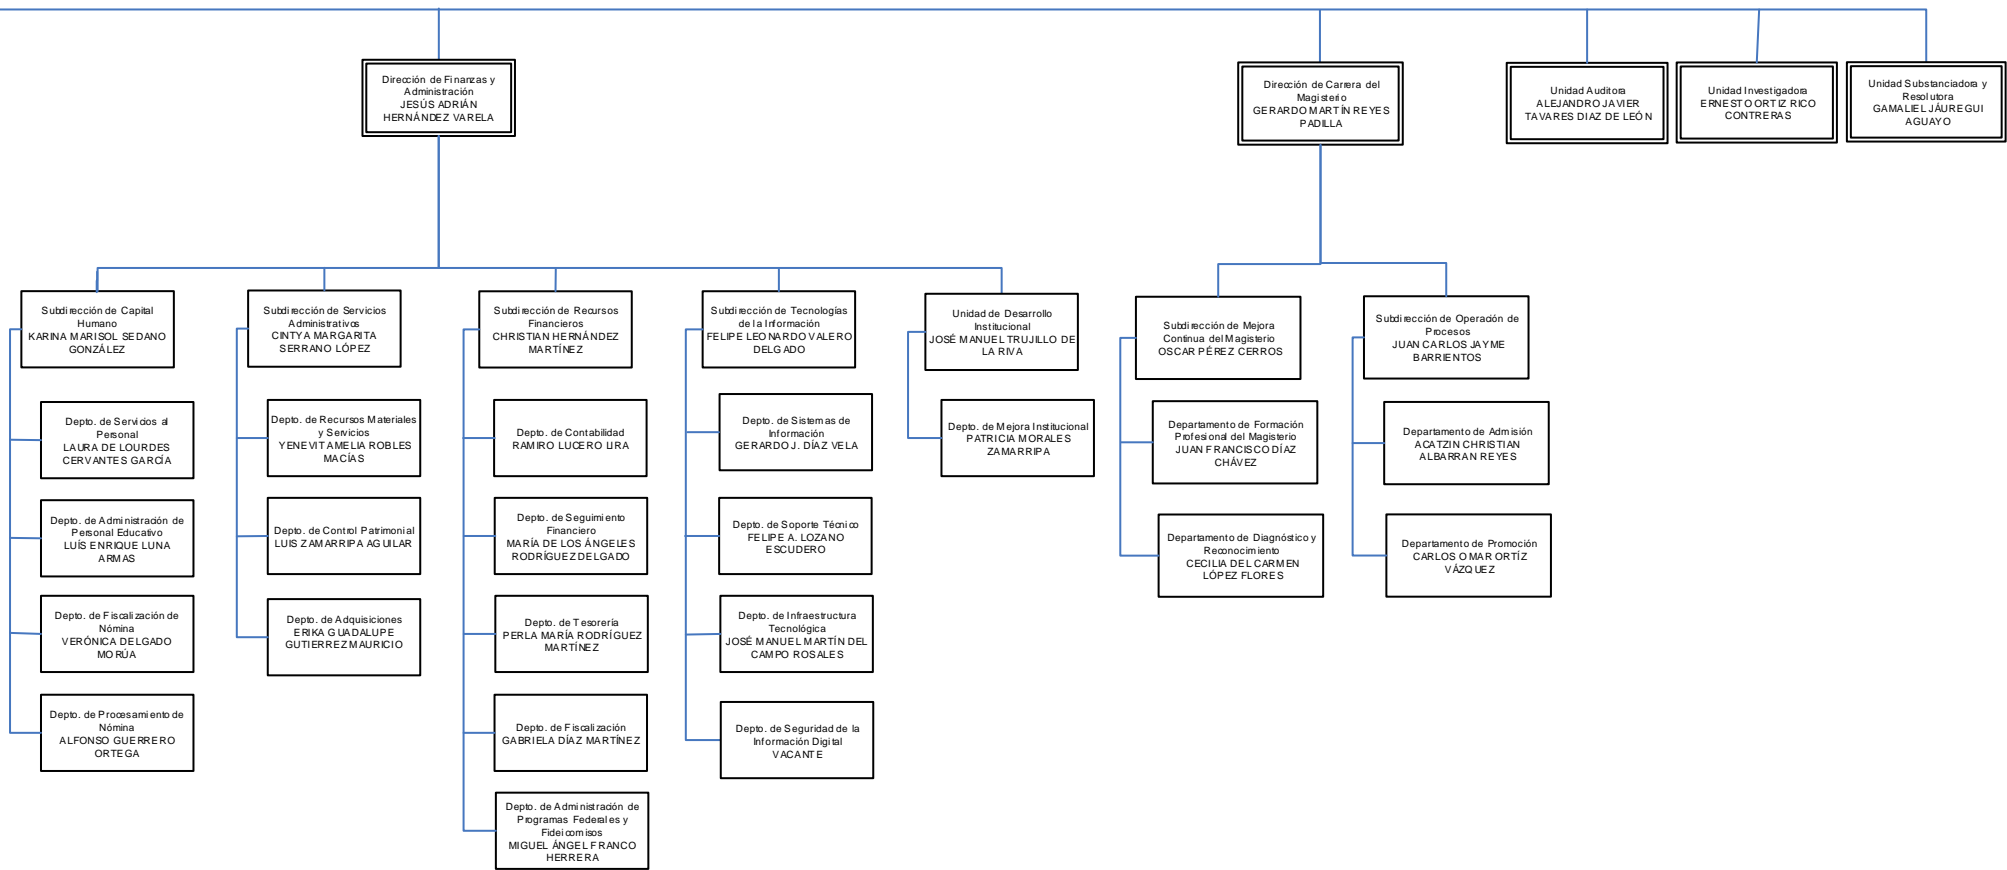 Dirección de Finanzas y
Administración
JESÚS ADRIÁN
HERNÁNDEZ VARELA
Dirección de Carrera del
Magisterio
GERARDO MARTÍN REYES
PADILLA
Unidad Auditora
ALEJANDRO JAVIER
TAVARES DIAZ DE LEÓN
Unidad Investigadora
ERNESTO ORTIZ RICO
CONTRERAS
Unidad Substanciadora y
Resolutora
GAMALIEL JÁUREGUI
AGUAYO
Subdirección de Capital
Humano
KARINA MARISOL SEDANO
GONZÁLEZ
Subdirección de Servicios
Administrativos
CINTYA MARGARITA
SERRANO LÓPEZ
Subdirección de Recursos
Financieros
CHRISTIAN HERNÁNDEZ
MARTÍNEZ
Subdirección de Tecnologías
de la Información
FELIPE LEONARDO VALERO
DELGADO
Unidad de Desarrollo
Institucional
JOSÉ MANUEL TRUJILLO DE
LA RIVA
Subdirección de Mejora
Continua del Magisterio
OSCAR PÉREZ CERROS
Subdirección de Operación de
Procesos
JUAN CARLOS JAYME
BARRIENTOS
Depto. de Servicios al
Personal
LAURA DE LOURDES
CERVANTES GARCÍA
Depto. de Recursos Materiales
y Servicios
YENEVIT AMELIA ROBLES
MACÍAS
Depto. de Contabilidad
RAMIRO LUCERO LIRA
Depto. de Sistemas de
Información
GERARDO J. DÍAZ VELA
Depto. de Mejora Institucional
PATRICIA MORALES
ZAMARRIPA
Departamento de Formación
Profesional del Magisterio
JUAN FRANCISCO DÍAZ
CHÁVEZ
Departamento de Admisión
ACATZIN CHRISTIAN
ALBARRAN REYES
Depto. de Administración de
Personal Educativo
LUÍS ENRIQUE LUNA
ARMAS
Depto. de Control Patrimonial
LUIS ZAMARRIPA AGUILAR
Depto. de Seguimiento
Financiero
MARÍA DE LOS ÁNGELES
RODRÍGUEZ DELGADO
Depto. de Soporte Técnico
FELIPE A. LOZANO
ESCUDERO
Departamento de Diagnóstico y
Reconocimiento
CECILIA DEL CARMEN
LÓPEZ FLORES
Departamento de Promoción
CARLOS OMAR ORTÍZ
VÁZQUEZ
Depto. de Fiscalización de
Nómina
VERÓNICA DELGADO
MORÚA
Depto. de Adquisiciones
ERIKA GUADALUPE
GUTIERREZ MAURICIO
Depto. de Tesorería
PERLA MARÍA RODRÍGUEZ
MARTÍNEZ
Depto. de Infraestructura
Tecnológica
JOSÉ MANUEL MARTÍN DEL
CAMPO ROSALES
Depto. de Procesamiento de
Nómina
ALFONSO GUERRERO
ORTEGA
Depto. de Fiscalización
GABRIELA DÍAZ MARTÍNEZ
Depto. de Seguridad de la
Información Digital
VACANTE
Depto. de Administración de
Programas Federales y
Fideicomisos
MIGUEL ÁNGEL FRANCO
HERRERA